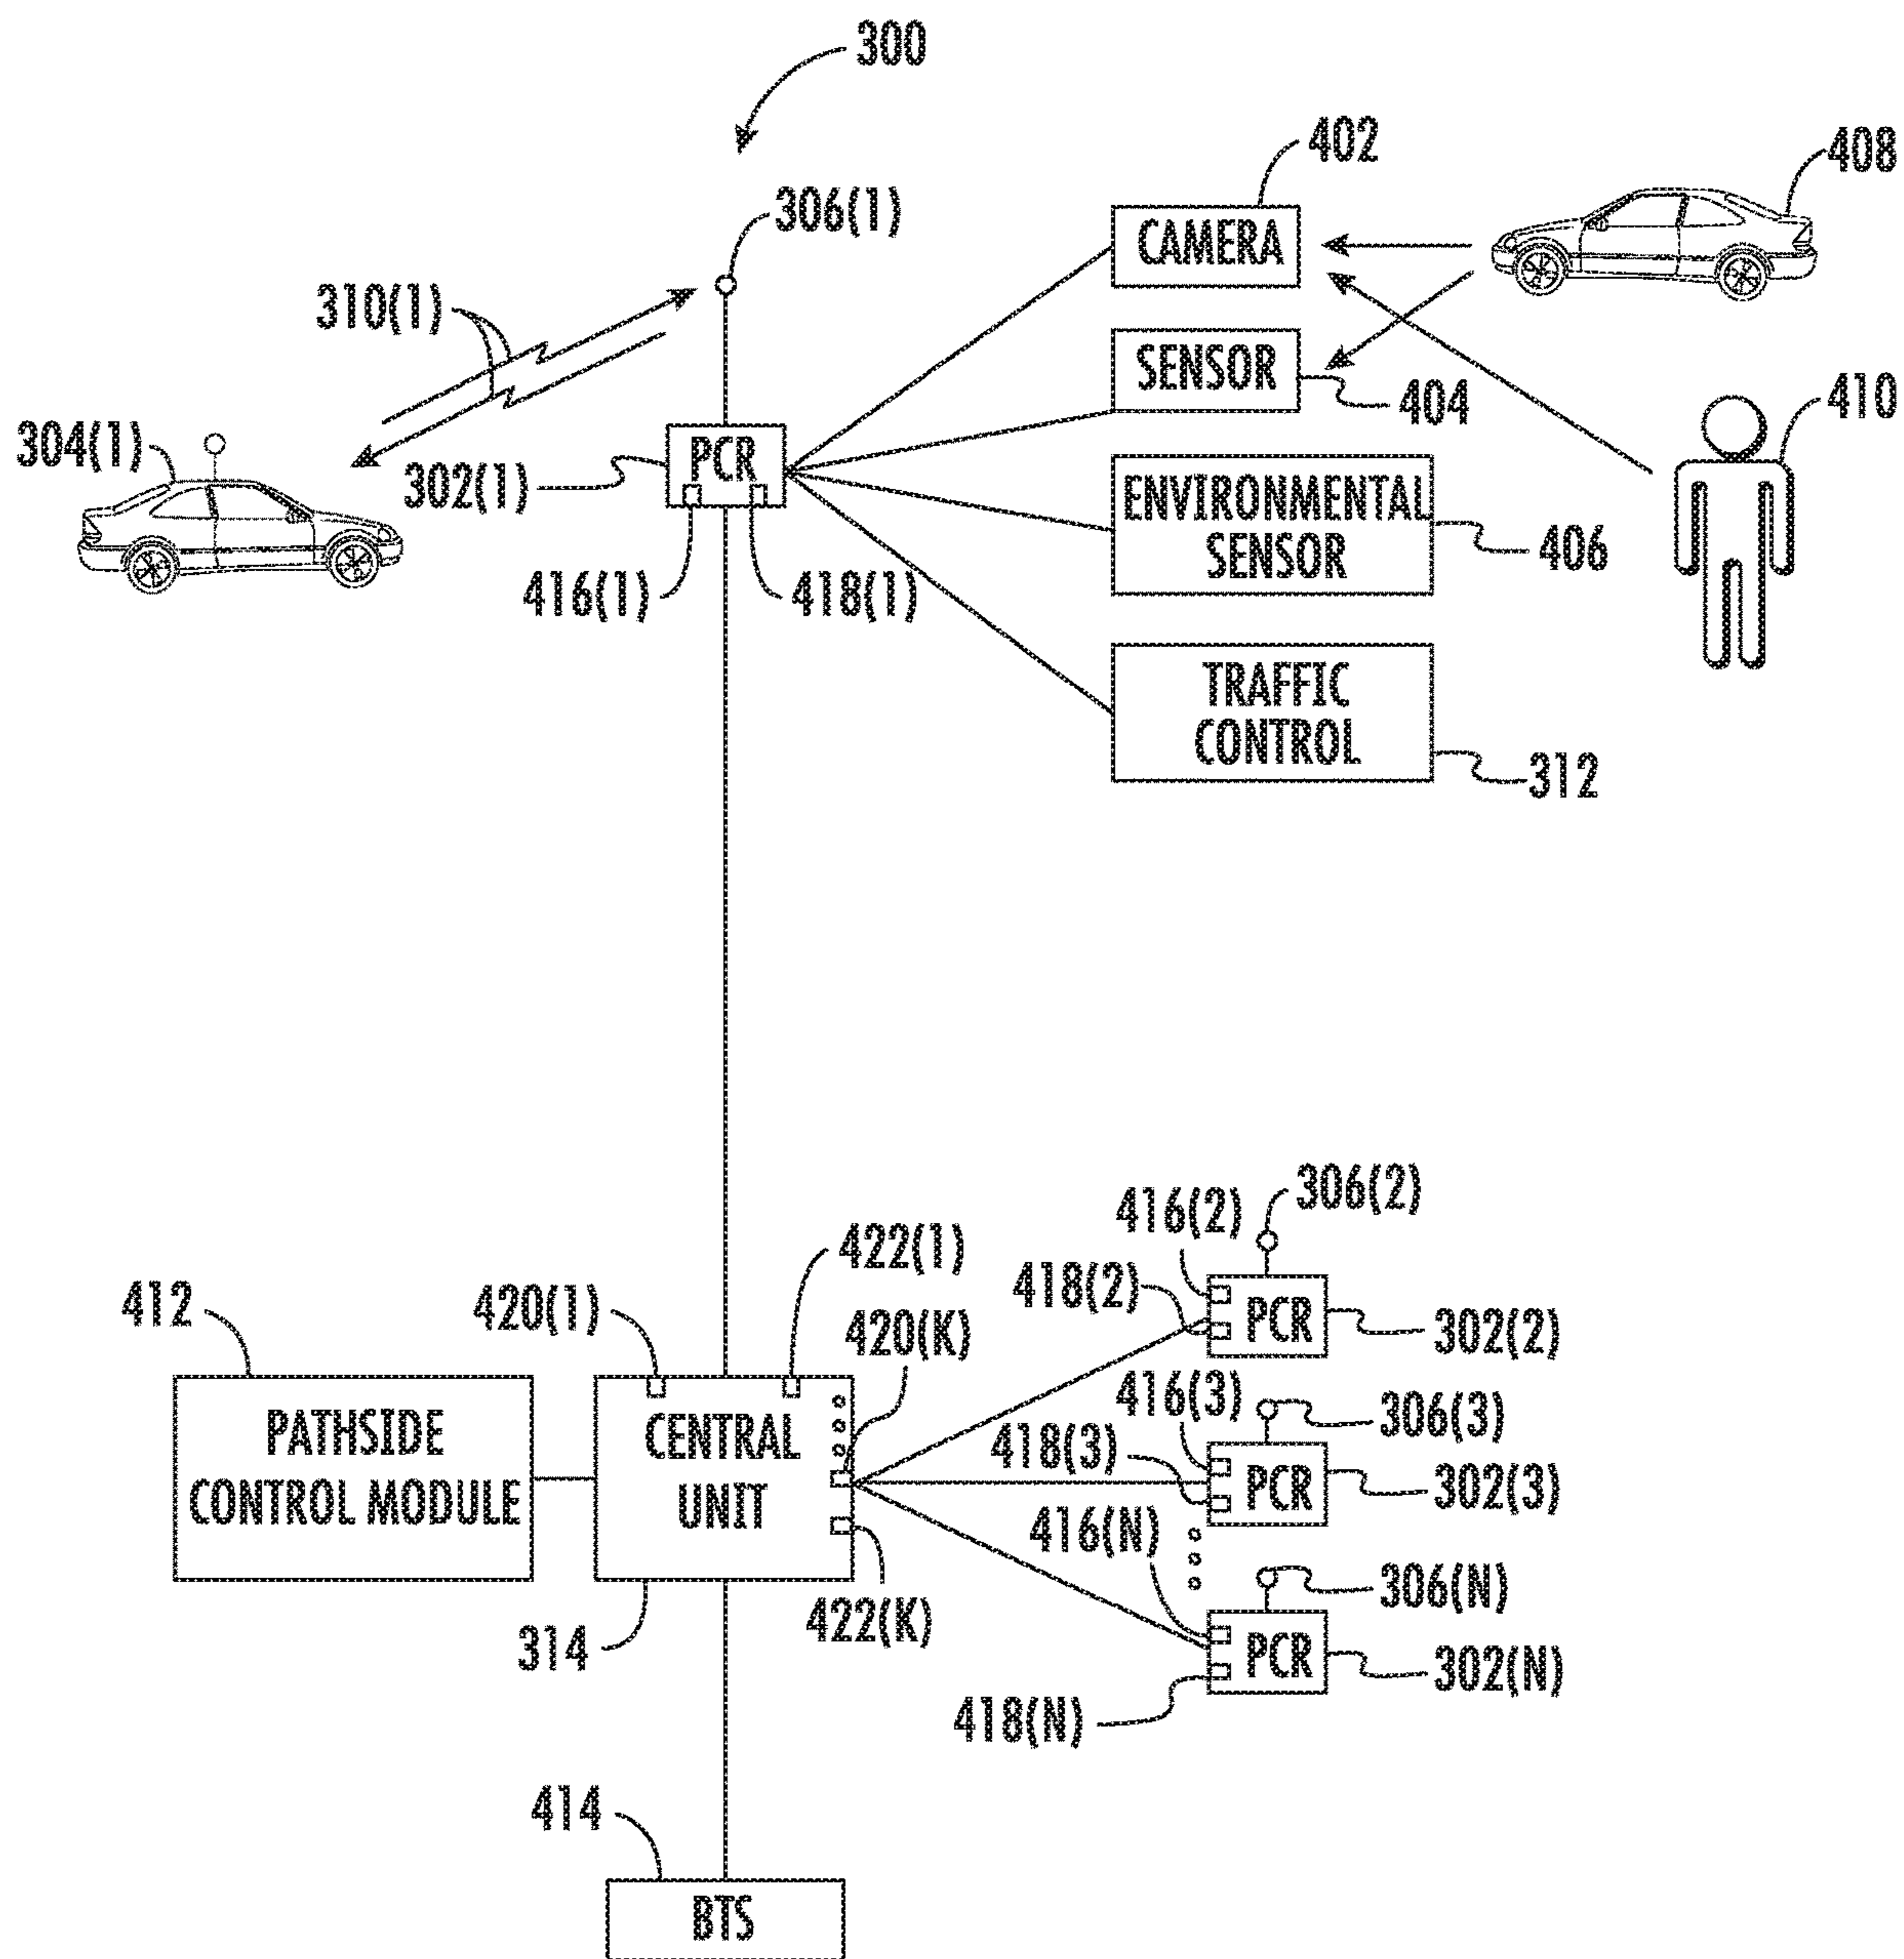 300
402
408
306(1)
CAMERA
310(1)
SENSOR
404
410
304(1)
PCR
302(1)
ENVIRONMENTAL
SENSOR
406
416(1)
418(1)
TRAFFIC
CONTROL
312
306(2)
416(2)
422(1)
418(2)
412
420(1)
420(K)
PCR
302(2)
416(3)
306(3)
PATHSIDE
CONTROL MODULE
CENTRAL
UNIT
418(3)
PCR
302(3)
416(N)
306(N)
314
422(K)
PCR
302(N)
418(N)
414
BTS